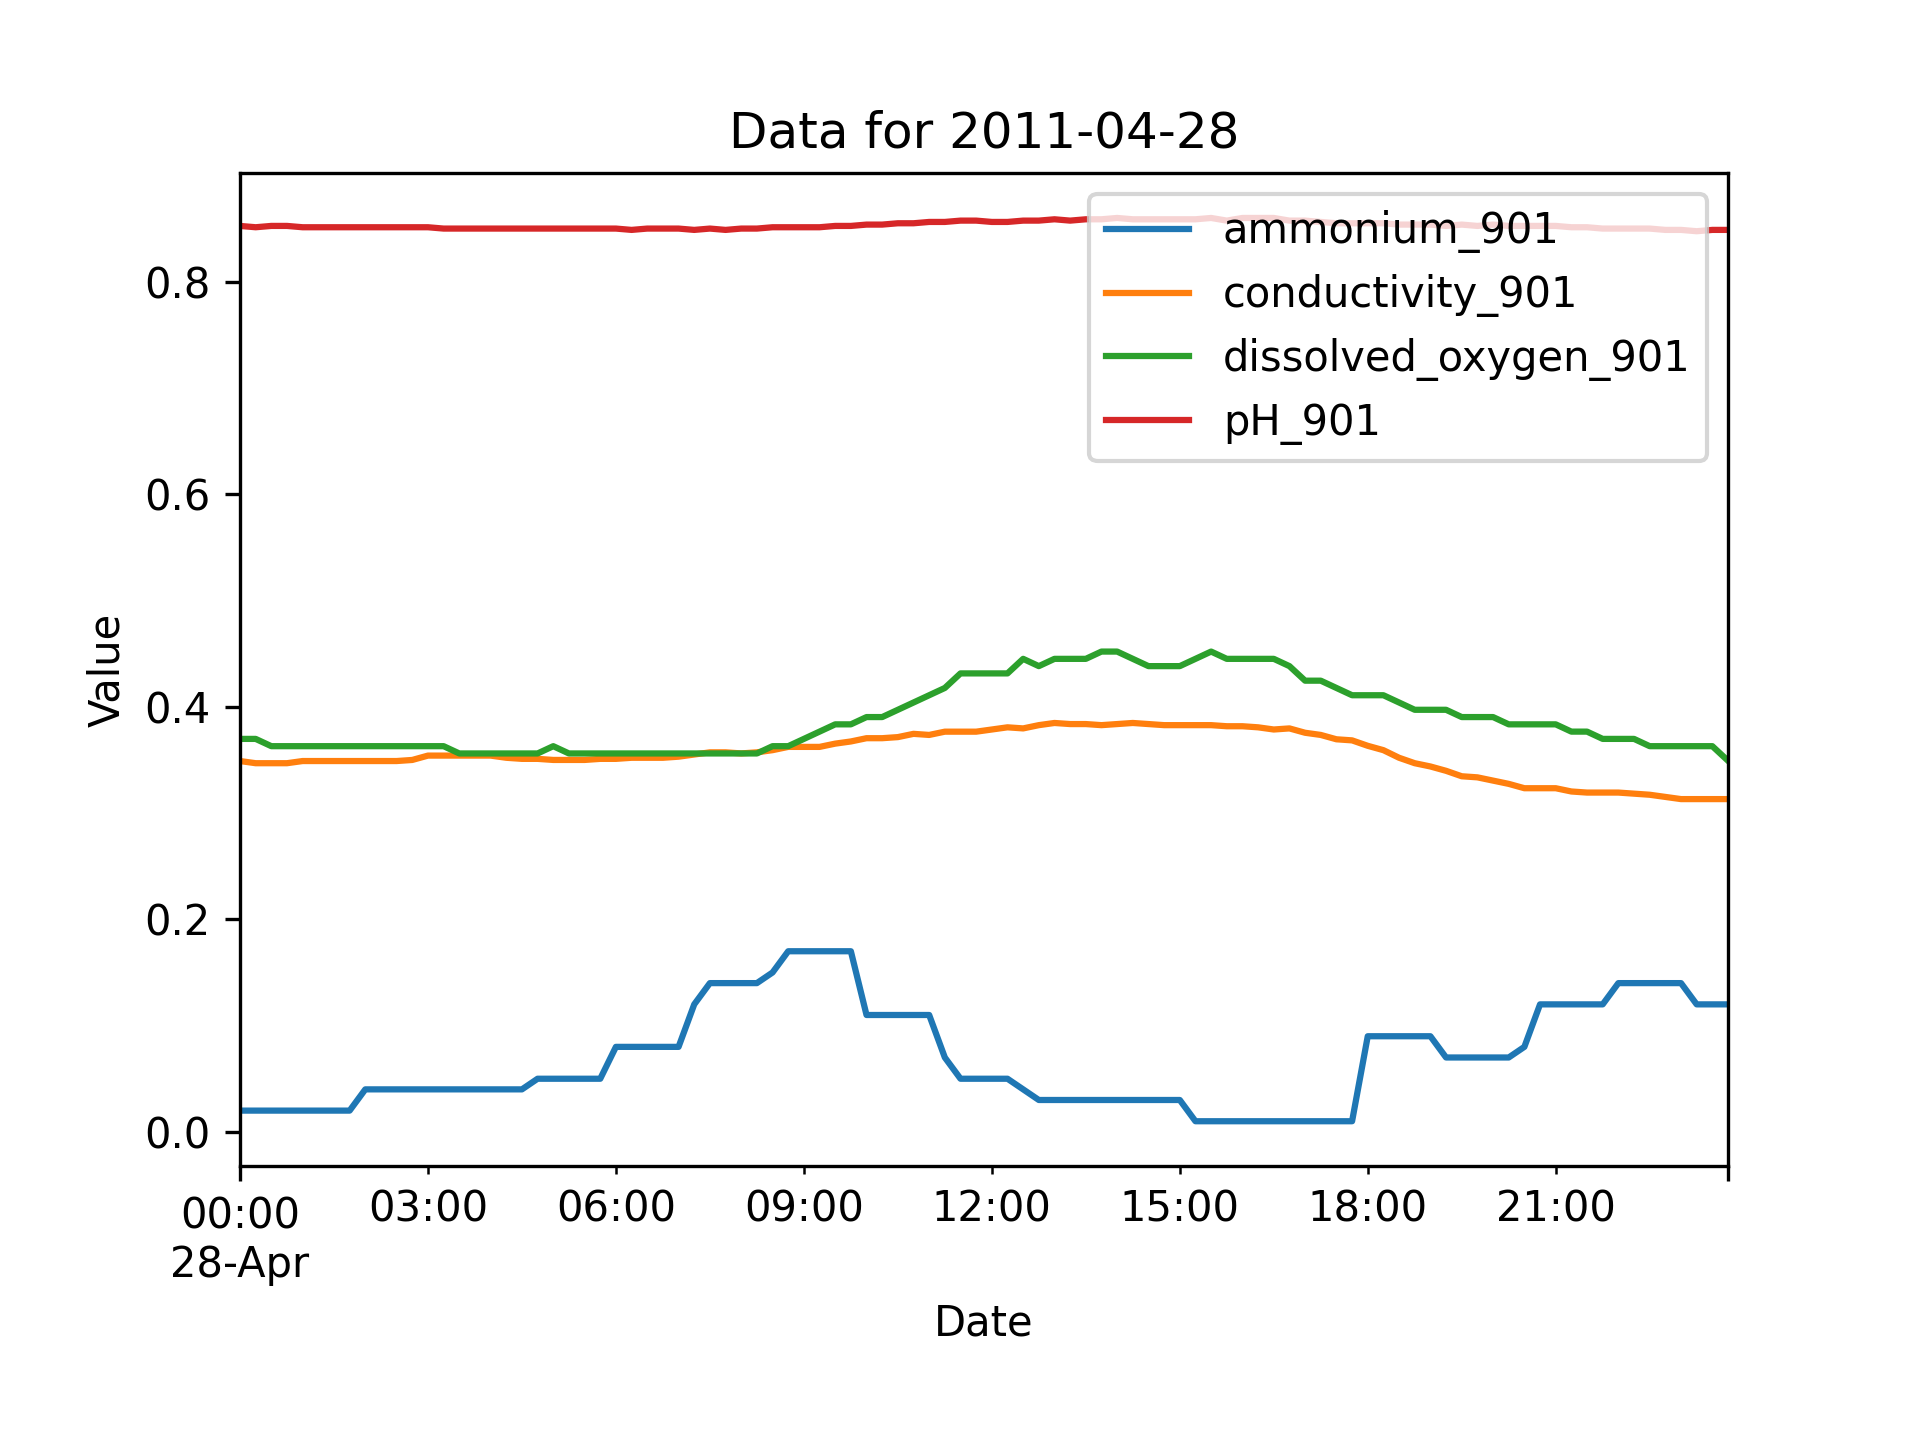 Data for 2011-04-28
ammonium_901
conductivity_901
dissolved_oxygen_901
pH_901
0.8
0.6
0.4
0.2
0.0
Value
00:00 03:00 06:00 09:00 12:00 15:00 18:00 21:00
28-Apr
Date